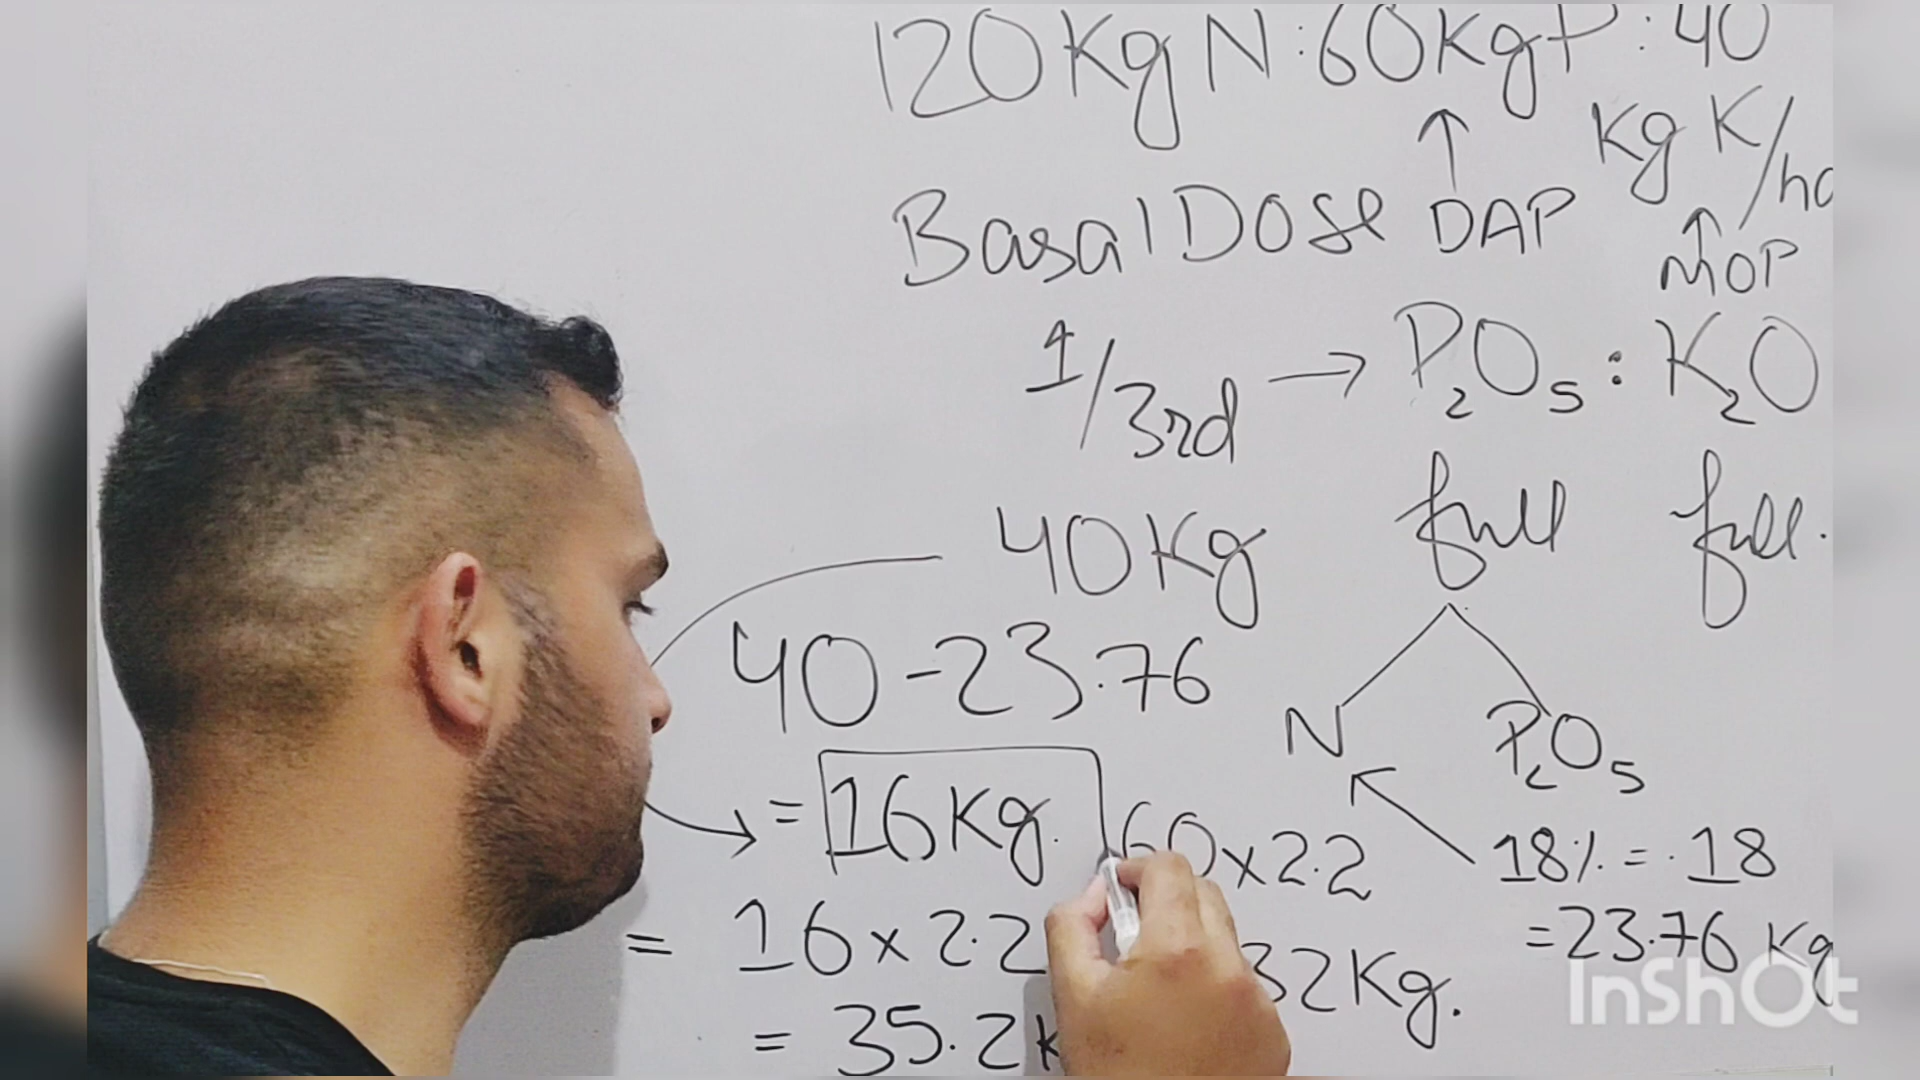 120 Kg N : 60 Kg P : 40
Kg K/ha
Basal Dose DAP
MOP
1/3rd → P2O5 : K2O
40 Kg full full.
40 - 23.76
N P2O5
= 16 Kg. 60 x 2.2 18% = .18
= 16 x 2.2 32 Kg. = 23.76 Kg
= 35.2 K
InShOt